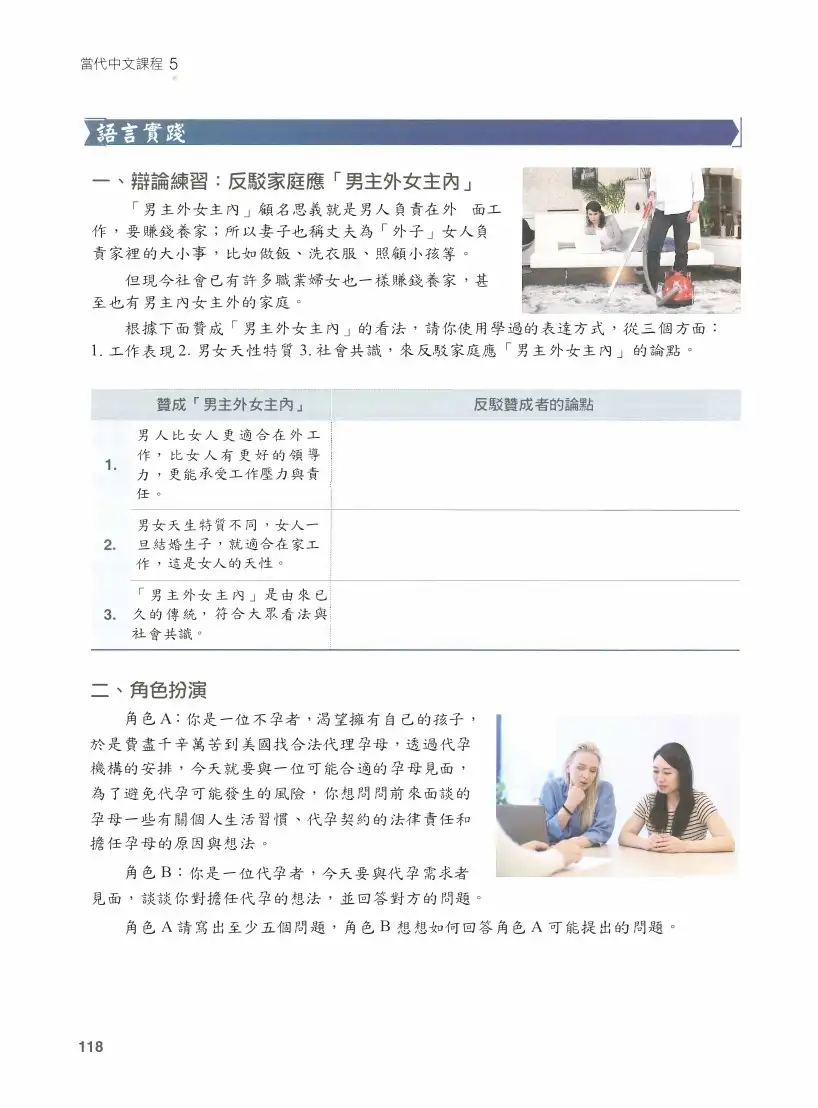 當代中文課程 5
語言實踐
一、辯論練習：反駁家庭應「男主外女主內」
「男主外女主內」顧名思義就是男人負責在外 面工
作，要賺錢養家；所以妻子也稱丈夫為「外子」女人負
責家裡的大小事，比如做飯、洗衣服、照顧小孩等。
但現今社會已有許多職業婦女也一樣賺錢養家，甚
至也有男主內女主外的家庭。
根據下面贊成「男主外女主內」的看法，請你使用學過的表達方式，從三個方面：
1. 工作表現 2. 男女天性特質 3. 社會共識，來反駁家庭應「男主外女主內」的論點。
贊成「男主外女主內」
反駁贊成者的論點
1.
男人比女人更適合在外工
作，比女人有更好的領導
力，更能承受工作壓力與責
任。
2.
男女天生特質不同，女人一
旦結婚生子，就適合在家工
作，這是女人的天性。
3.
「男主外女主內」是由來已
久的傳統，符合大眾看法與
社會共識。
二、角色扮演
角色 A：你是一位不孕者，渴望擁有自己的孩子，
於是費盡千辛萬苦到美國找合法代理孕母，透過代孕
機構的安排，今天就要與一位可能合適的孕母見面，
為了避免代孕可能發生的風險，你想問問前來面談的
孕母一些有關個人生活習慣、代孕契約的法律責任和
擔任孕母的原因與想法。
角色 B：你是一位代孕者，今天要與代孕需求者
見面，談談你對擔任代孕的想法，並回答對方的問題。
角色 A 請寫出至少五個問題，角色 B 想想如何回答角色 A 可能提出的問題。
118